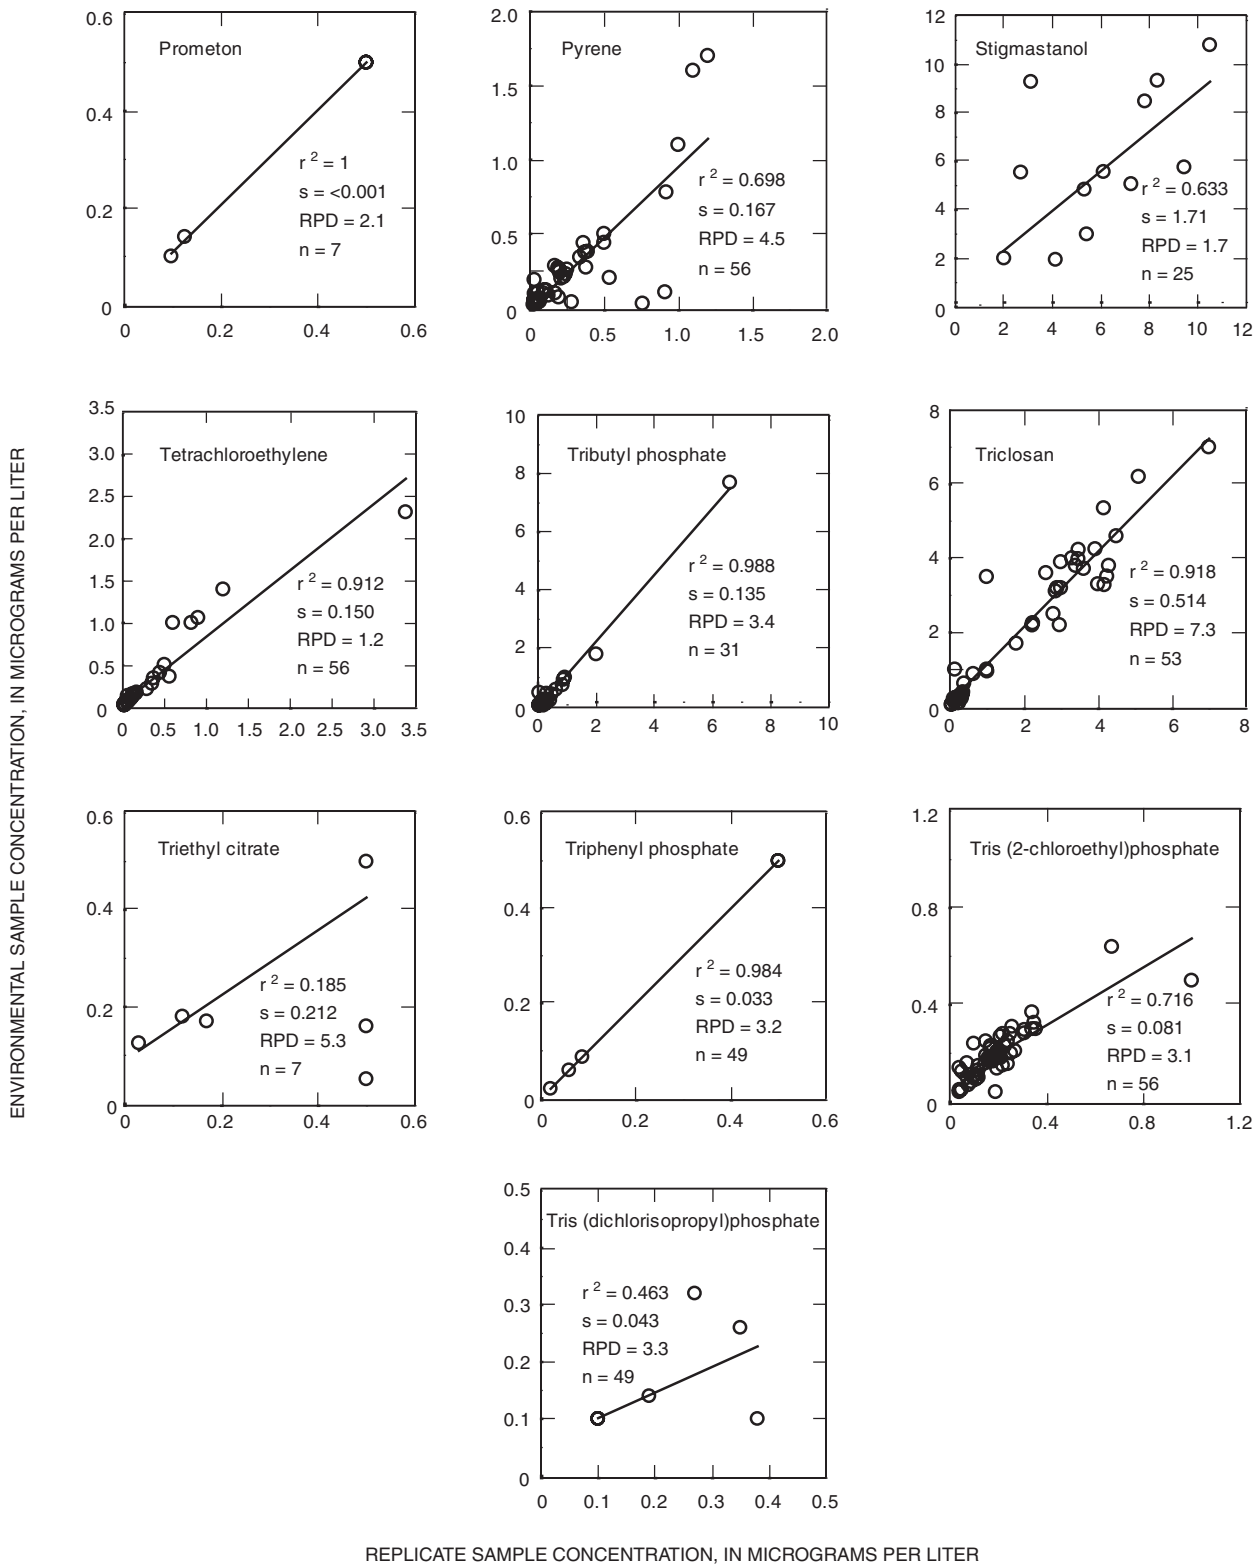 ENVIRONMENTAL SAMPLE CONCENTRATION, IN MICROGRAMS PER LITER
0.6
0.4
0.2
0
Prometon
r 2 = 1
s = <0.001
RPD = 2.1
n = 7
0 0.2 0.4 0.6
2.0
1.5
1.0
0.5
0
Pyrene
r 2 = 0.698
s = 0.167
RPD = 4.5
n = 56
0 0.5 1.0 1.5 2.0
12
10
8
6
4
2
0
Stigmastanol
r 2 = 0.633
s = 1.71
RPD = 1.7
n = 25
0 2 4 6 8 10 12
3.5
3.0
2.5
2.0
1.5
1.0
0.5
0
Tetrachloroethylene
r 2 = 0.912
s = 0.150
RPD = 1.2
n = 56
0 0.5 1.0 1.5 2.0 2.5 3.0 3.5
10
8
6
4
2
0
Tributyl phosphate
r 2 = 0.988
s = 0.135
RPD = 3.4
n = 31
0 2 4 6 8 10
8
6
4
2
0
Triclosan
r 2 = 0.918
s = 0.514
RPD = 7.3
n = 53
0 2 4 6 8
0.6
0.4
0.2
0
Triethyl citrate
r 2 = 0.185
s = 0.212
RPD = 5.3
n = 7
0 0.2 0.4 0.6
0.6
0.4
0.2
0
Triphenyl phosphate
r 2 = 0.984
s = 0.033
RPD = 3.2
n = 49
0 0.2 0.4 0.6
1.2
0.8
0.4
0
Tris (2-chloroethyl)phosphate
r 2 = 0.716
s = 0.081
RPD = 3.1
n = 56
0 0.4 0.8 1.2
0.5
0.4
0.3
0.2
0.1
0
Tris (dichlorisopropyl)phosphate
r 2 = 0.463
s = 0.043
RPD = 3.3
n = 49
0 0.1 0.2 0.3 0.4 0.5
REPLICATE SAMPLE CONCENTRATION, IN MICROGRAMS PER LITER